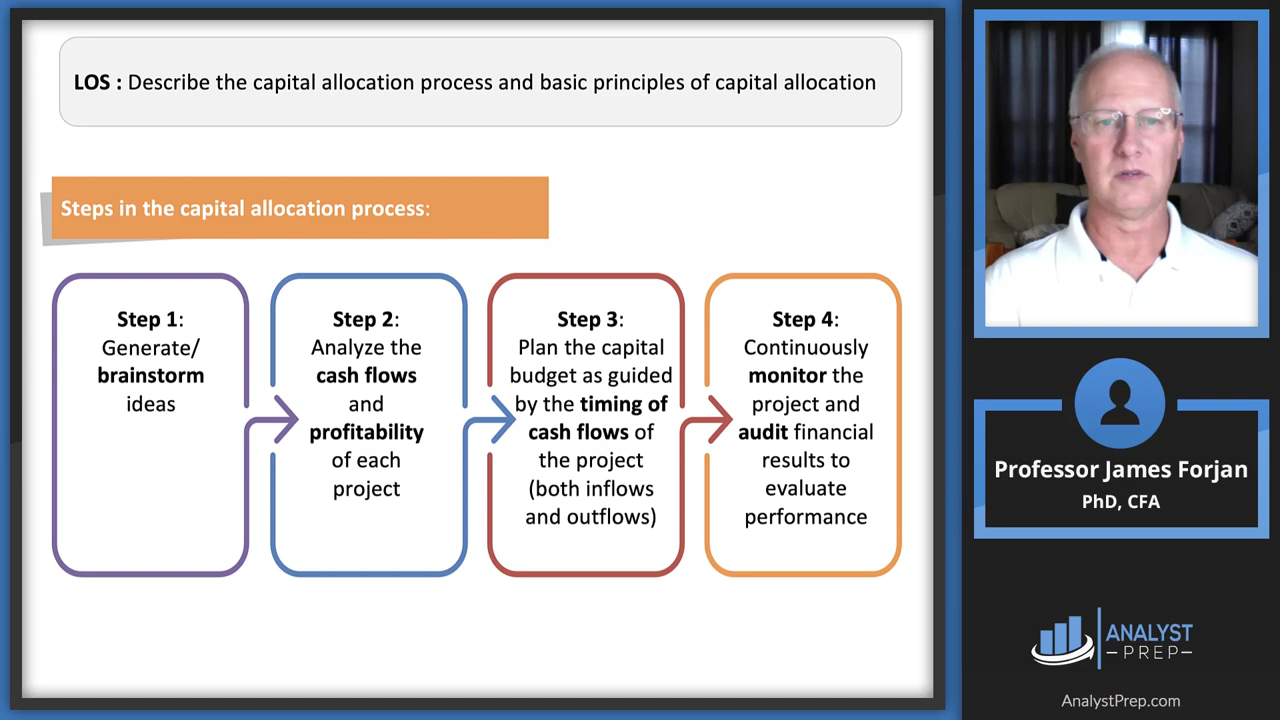 LOS : Describe the capital allocation process and basic principles of capital allocation
Steps in the capital allocation process:
Step 1:
Generate/
brainstorm
ideas
Step 2:
Analyze the
cash flows
and
profitability
of each
project
Step 3:
Plan the capital
budget as guided
by the timing of
cash flows of
the project
(both inflows
and outflows)
Step 4:
Continuously
monitor the
project and
audit financial
results to
evaluate
performance
Professor James Forjan
PhD, CFA
ANALYST
PREP
AnalystPrep.com